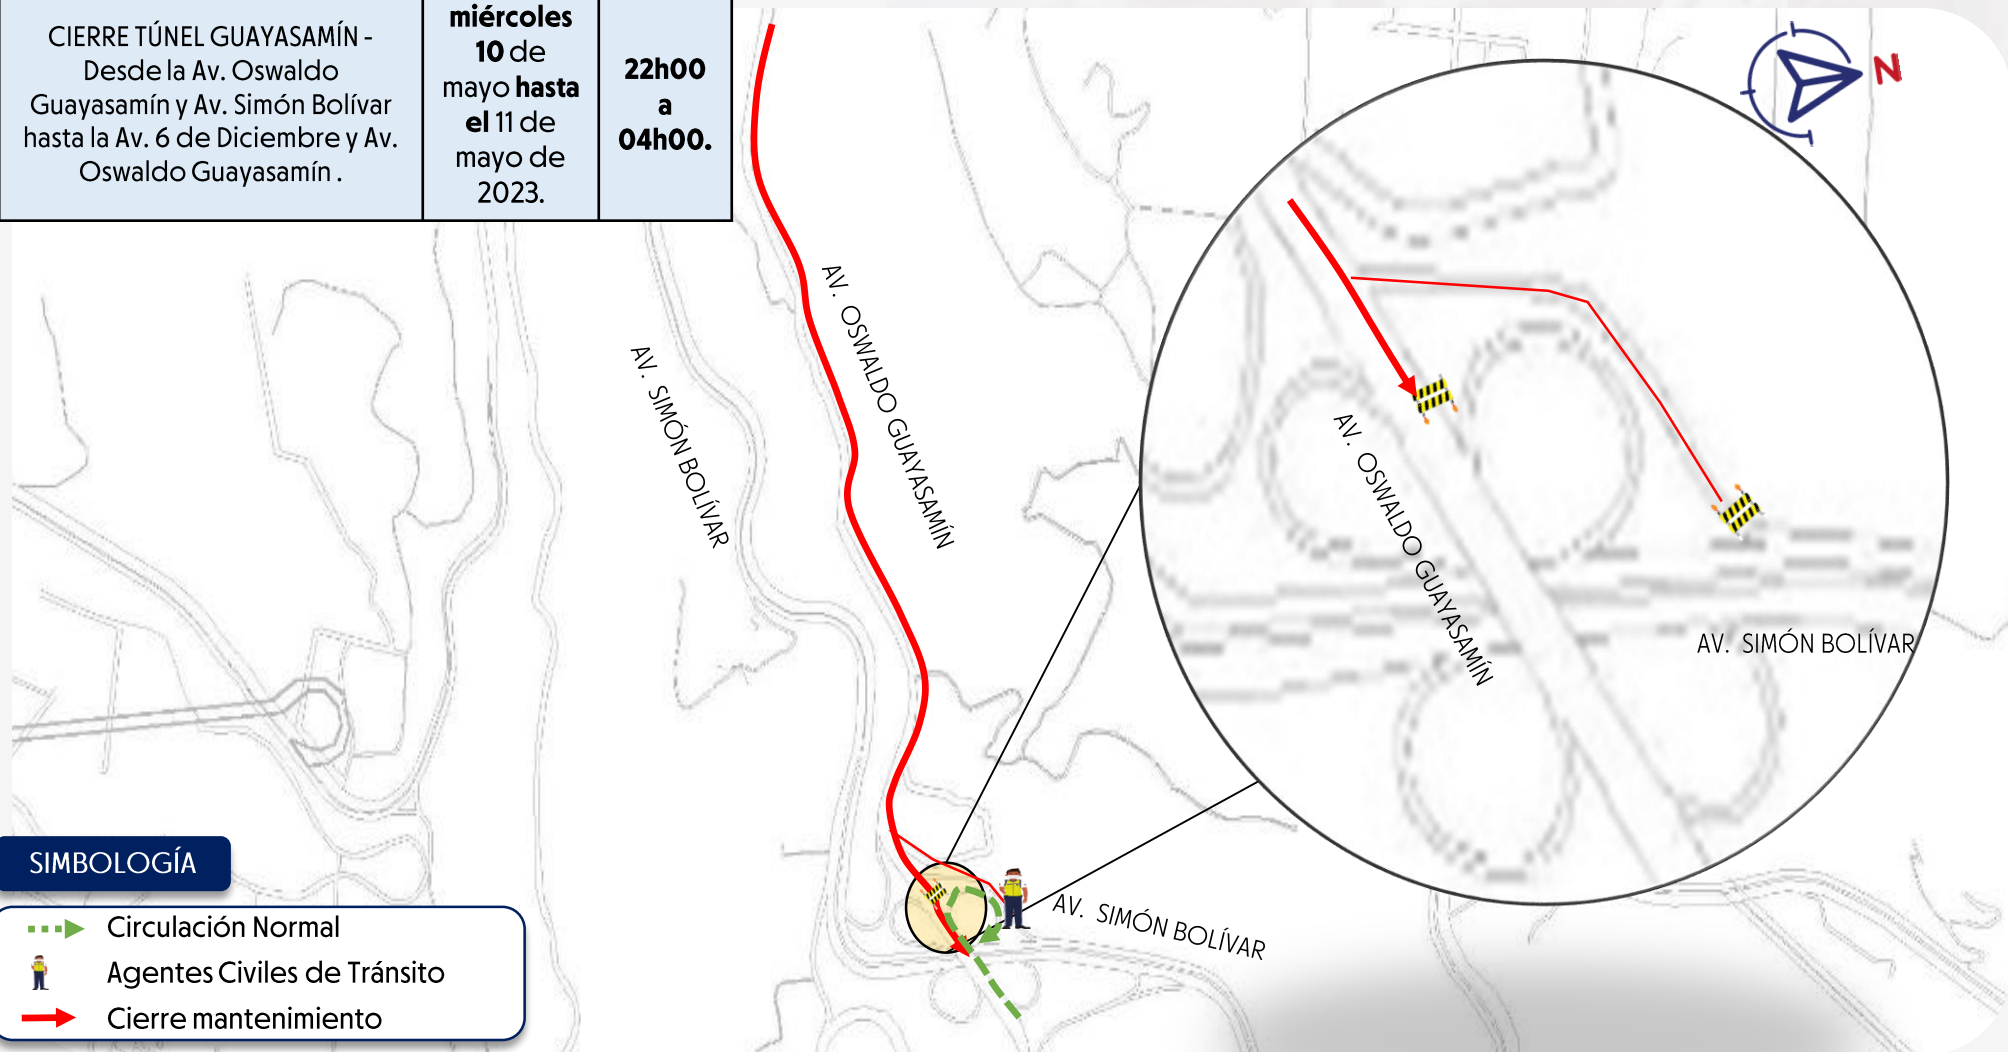 CIERRE TÚNEL GUAYASAMÍN -
Desde la Av. Oswaldo
Guayasamín y Av. Simón Bolívar
hasta la Av. 6 de Diciembre y Av.
Oswaldo Guayasamín .
miércoles
10 de
mayo hasta
el 11 de
mayo de
2023.
22h00
a
04h00.
N
AV. OSWALDO GUAYASAMÍN
AV. SIMÓN BOLÍVAR
AV. OSWALDO GUAYASAMÍN
AV. SIMÓN BOLÍVAR
AV. SIMÓN BOLÍVAR
SIMBOLOGÍA
Circulación Normal
Agentes Civiles de Tránsito
Cierre mantenimiento